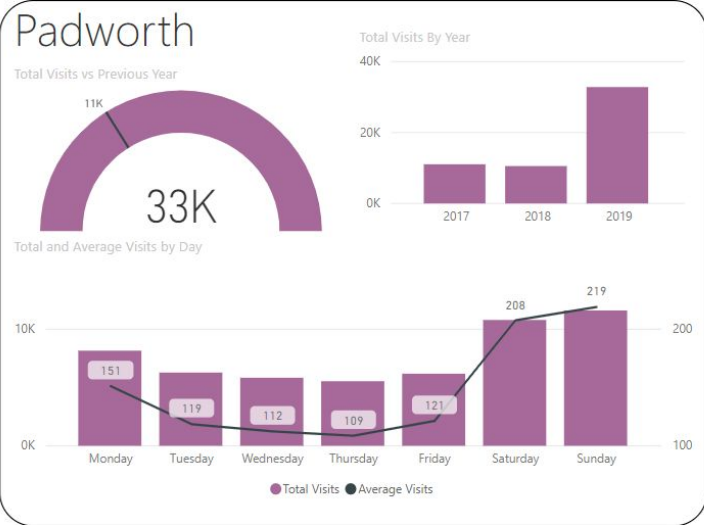 Padworth
Total Visits vs Previous Year
11K
33K
Total Visits By Year
40K
20K
0K
2017 2018 2019
Total and Average Visits by Day
10K
0K
151 119 112 109 121 208 219
200
100
Monday Tuesday Wednesday Thursday Friday Saturday Sunday
Total Visits Average Visits